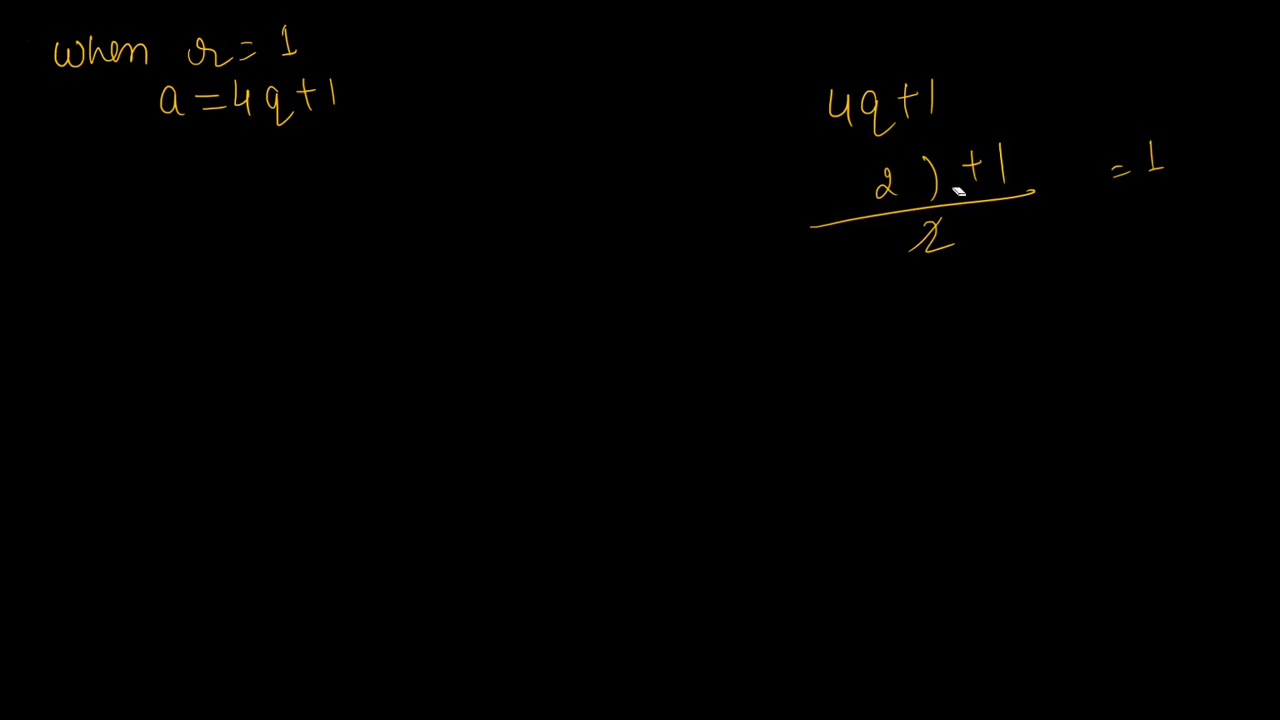 when r = 1
a = 4q + 1
4q + 1
2 ) + 1 = 1
2